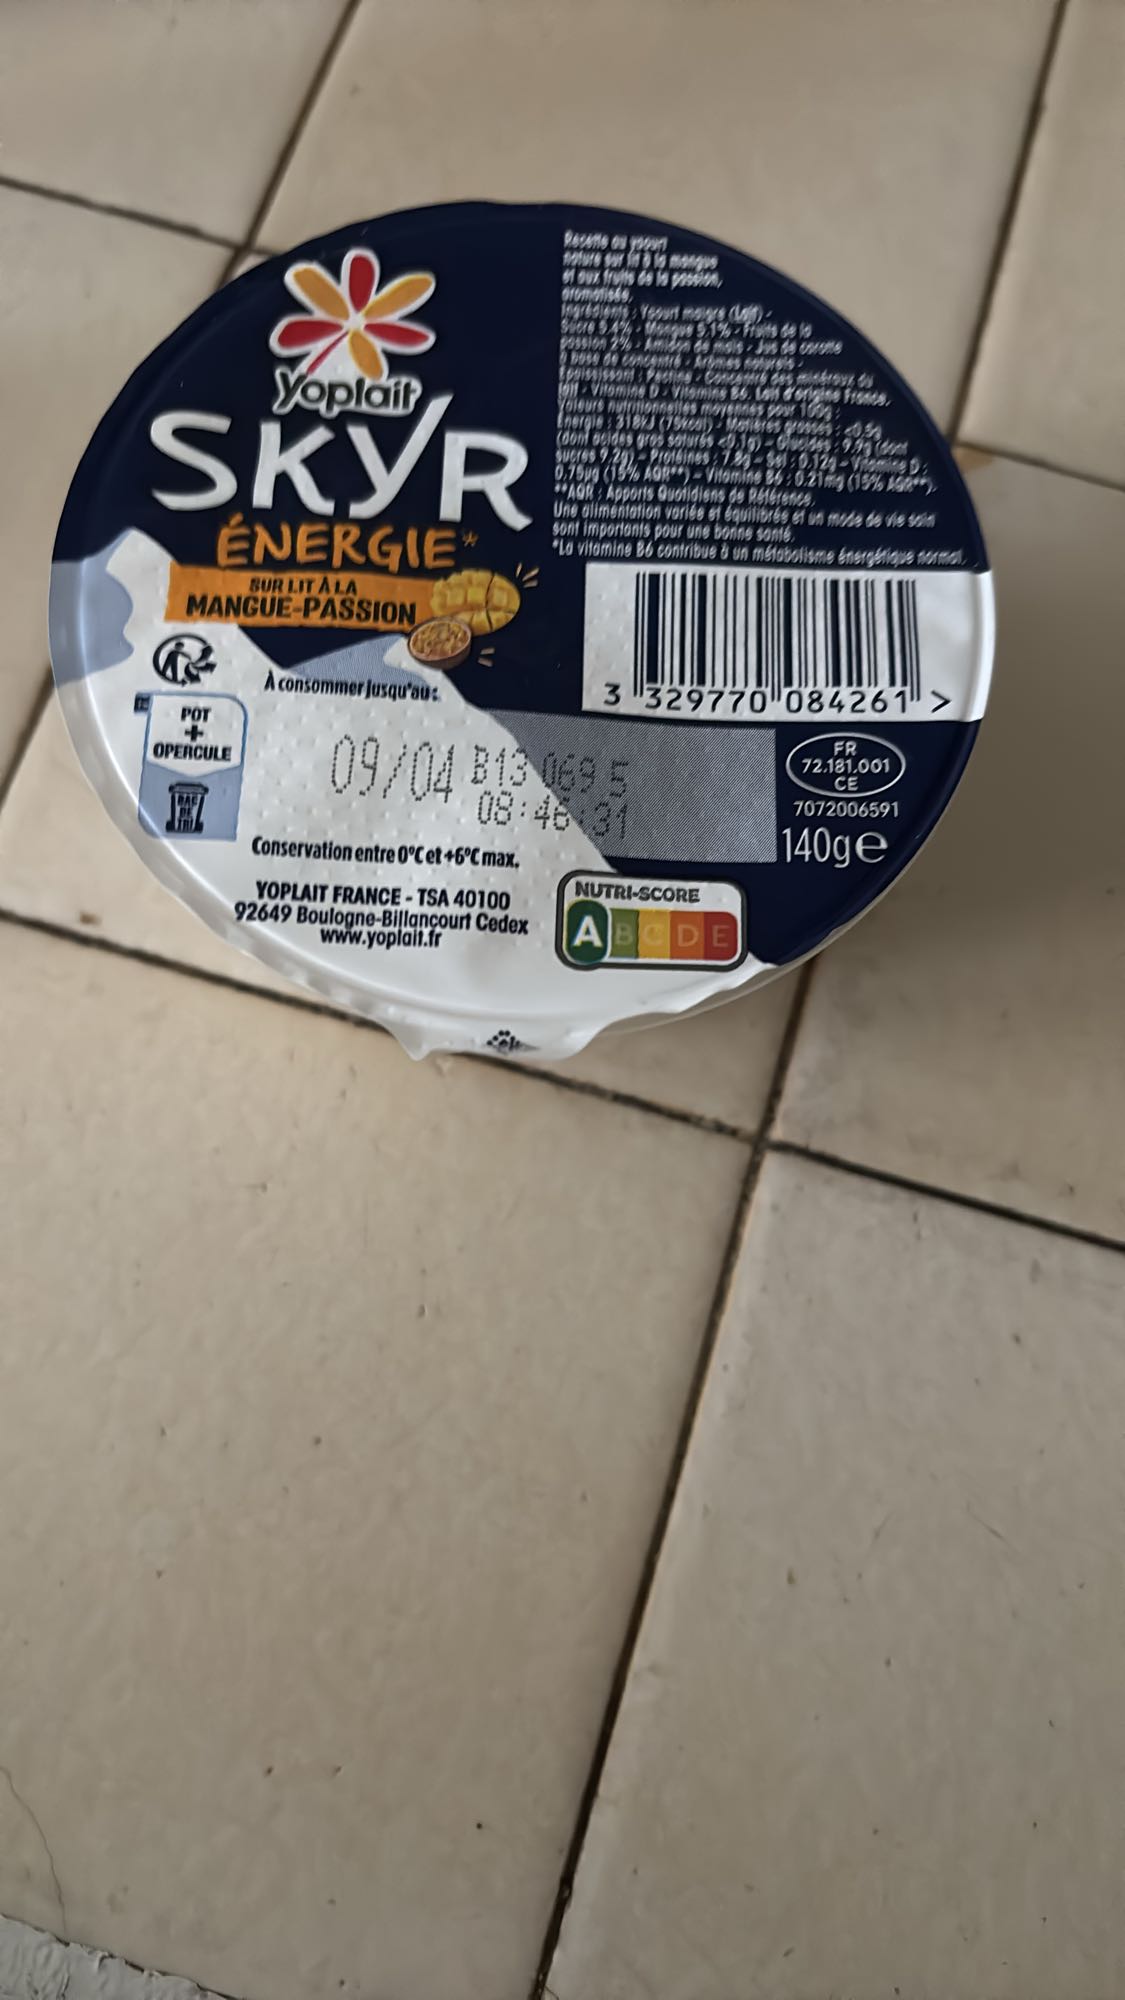 Yoplait
SKYR
ÉNERGIE*
SUR LIT À LA
MANGUE-PASSION
Recette au yaourt
nature sur lit à la mangue
et aux fruits de la passion,
aromatisée.
Ingrédients : Yaourt maigre (Lait) -
Sucre 5.4% - Mangue 5.1% - Fruits de la
passion 2% - Amidon de maïs - Jus de carotte
à base de concentré - Arômes naturels -
Épaississant : Pectine - Concentré des minéraux du
lait - Vitamine D - Vitamine B6. Lait d'origine France.
Valeurs nutritionnelles moyennes pour 100g :
Énergie : 318kJ (75kcal) - Matières grasses : <0.5g
(dont acides gras saturés <0.1g) - Glucides : 9.9g (dont
sucres 9.2g) - Protéines : 7.8g - Sel : 0.12g - Vitamine D :
0.75µg (15% AQR**) - Vitamine B6 : 0.21mg (15% AQR**).
**AQR : Apports Quotidiens de Référence.
Une alimentation variée et équilibrée et un mode de vie sain
sont importants pour une bonne santé.
*La vitamine B6 contribue à un métabolisme énergétique normal.
3 329770 084261 >
POT
+
OPERCULE
BAC
DE
TRI
À consommer jusqu'au :
09/04 B13 069 5
08:46:31
FR
72.181.001
CE
7072006591
140g e
Conservation entre 0°C et +6°C max.
YOPLAIT FRANCE - TSA 40100
92649 Boulogne-Billancourt Cedex
www.yoplait.fr
NUTRI-SCORE
A B C D E